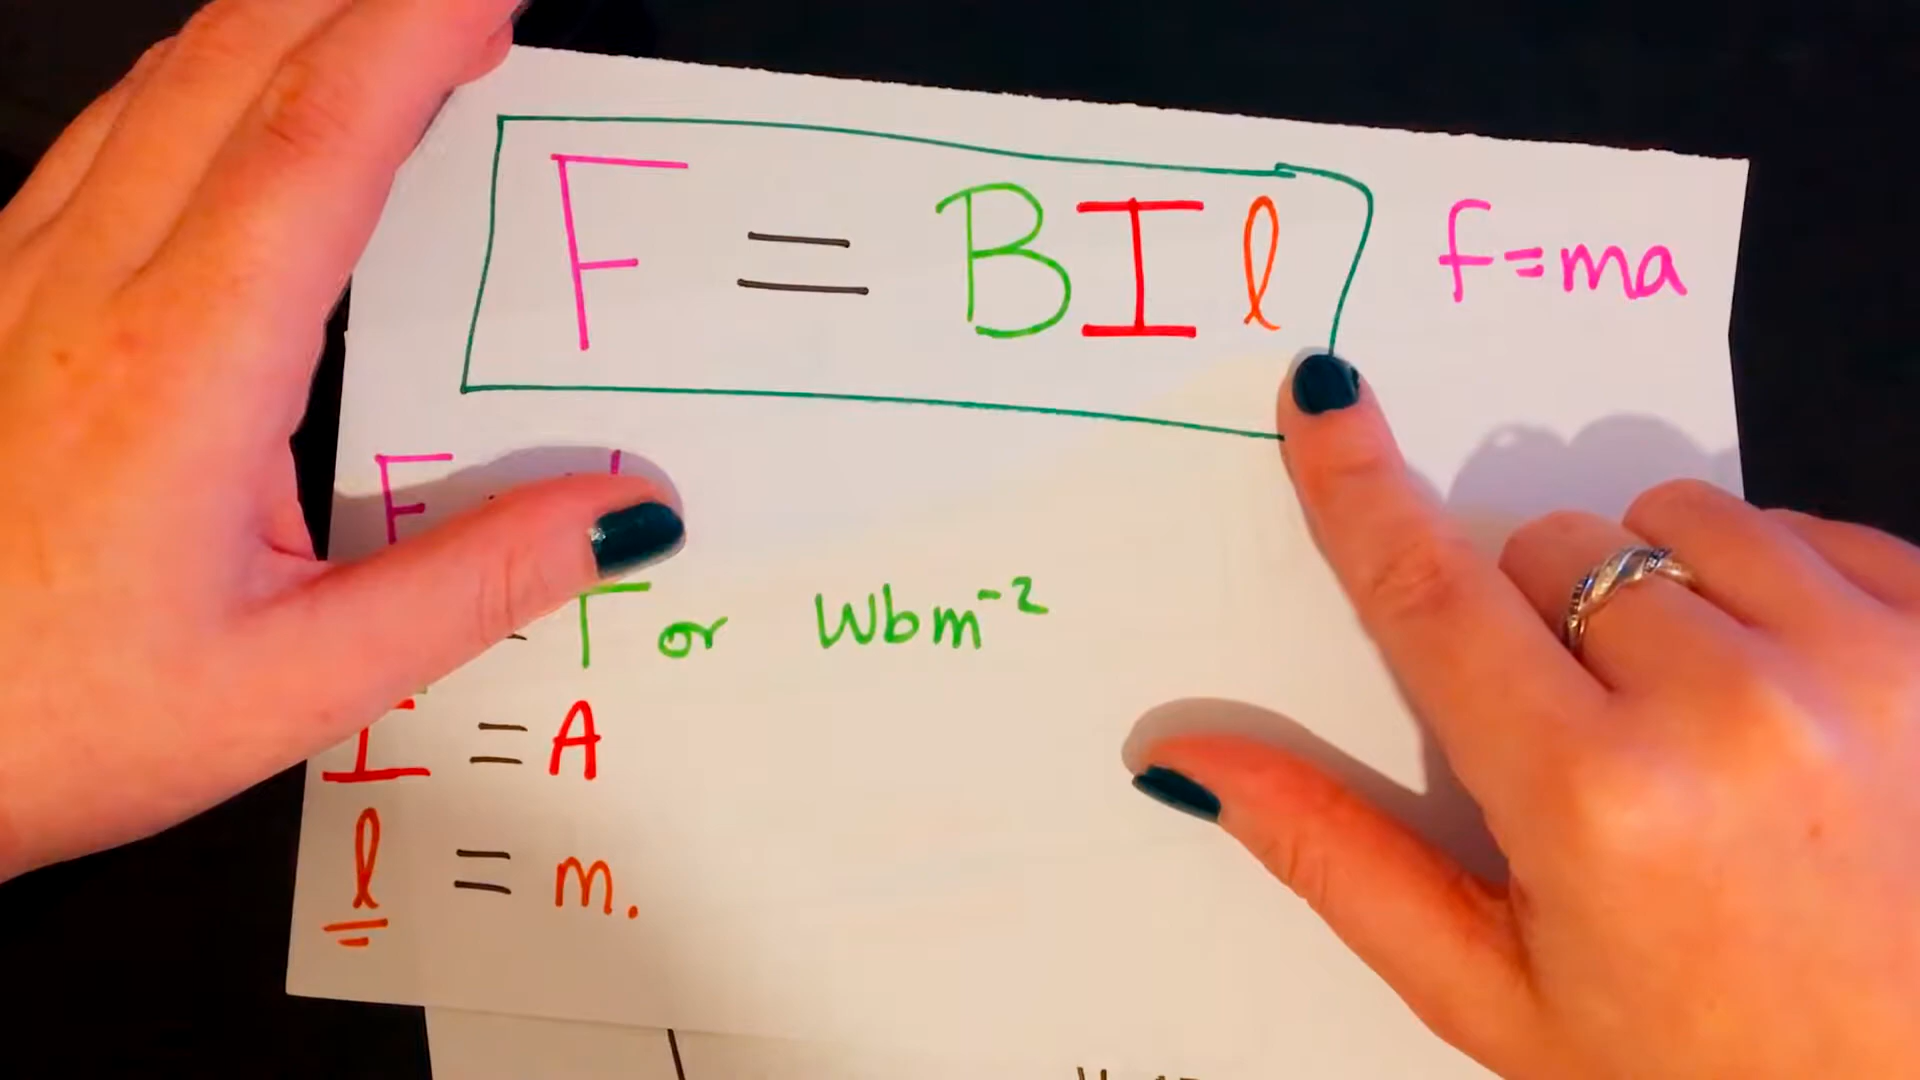 F = BIl
f=ma
F
= T or Wbm⁻²
I = A
l = m.